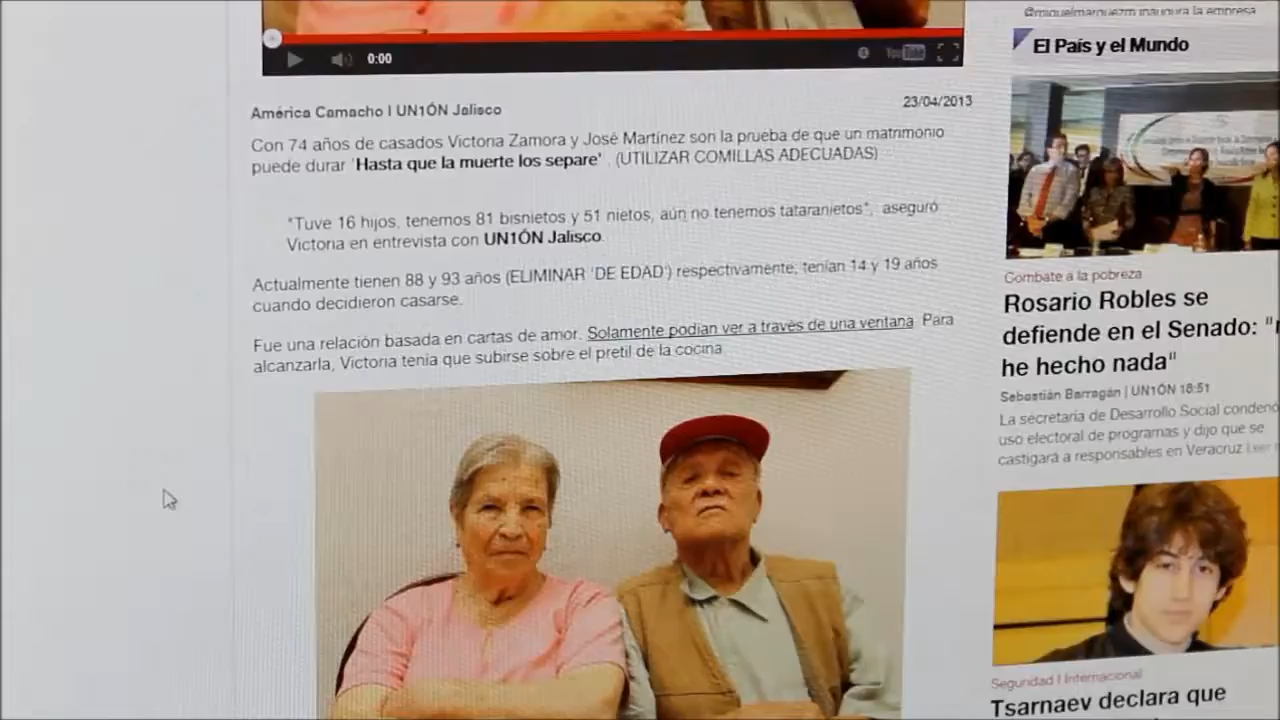 0:00
YouTube
América Camacho | UN1ÓN Jalisco
23/04/2013
Con 74 años de casados Victoria Zamora y José Martínez son la prueba de que un matrimonio
puede durar 'Hasta que la muerte los separe' . (UTILIZAR COMILLAS ADECUADAS)
"Tuve 16 hijos, tenemos 81 bisnietos y 51 nietos, aún no tenemos tataranietos", aseguró
Victoria en entrevista con UN1ÓN Jalisco.
Actualmente tienen 88 y 93 años (ELIMINAR 'DE EDAD') respectivamente; tenían 14 y 19 años
cuando decidieron casarse.
Fue una relación basada en cartas de amor. Solamente podían ver a través de una ventana. Para
alcanzarla, Victoria tenía que subirse sobre el pretil de la cocina.
@miguelmarquezm inaugura la empresa
El País y el Mundo
Combate a la pobreza
Rosario Robles se
defiende en el Senado: "
he hecho nada"
Sebastián Barragán | UN1ÓN 18:51
La secretaria de Desarrollo Social condenó
uso electoral de programas y dijo que se
castigará a responsables en Veracruz Leer
Seguridad | Internacional
Tsarnaev declara que